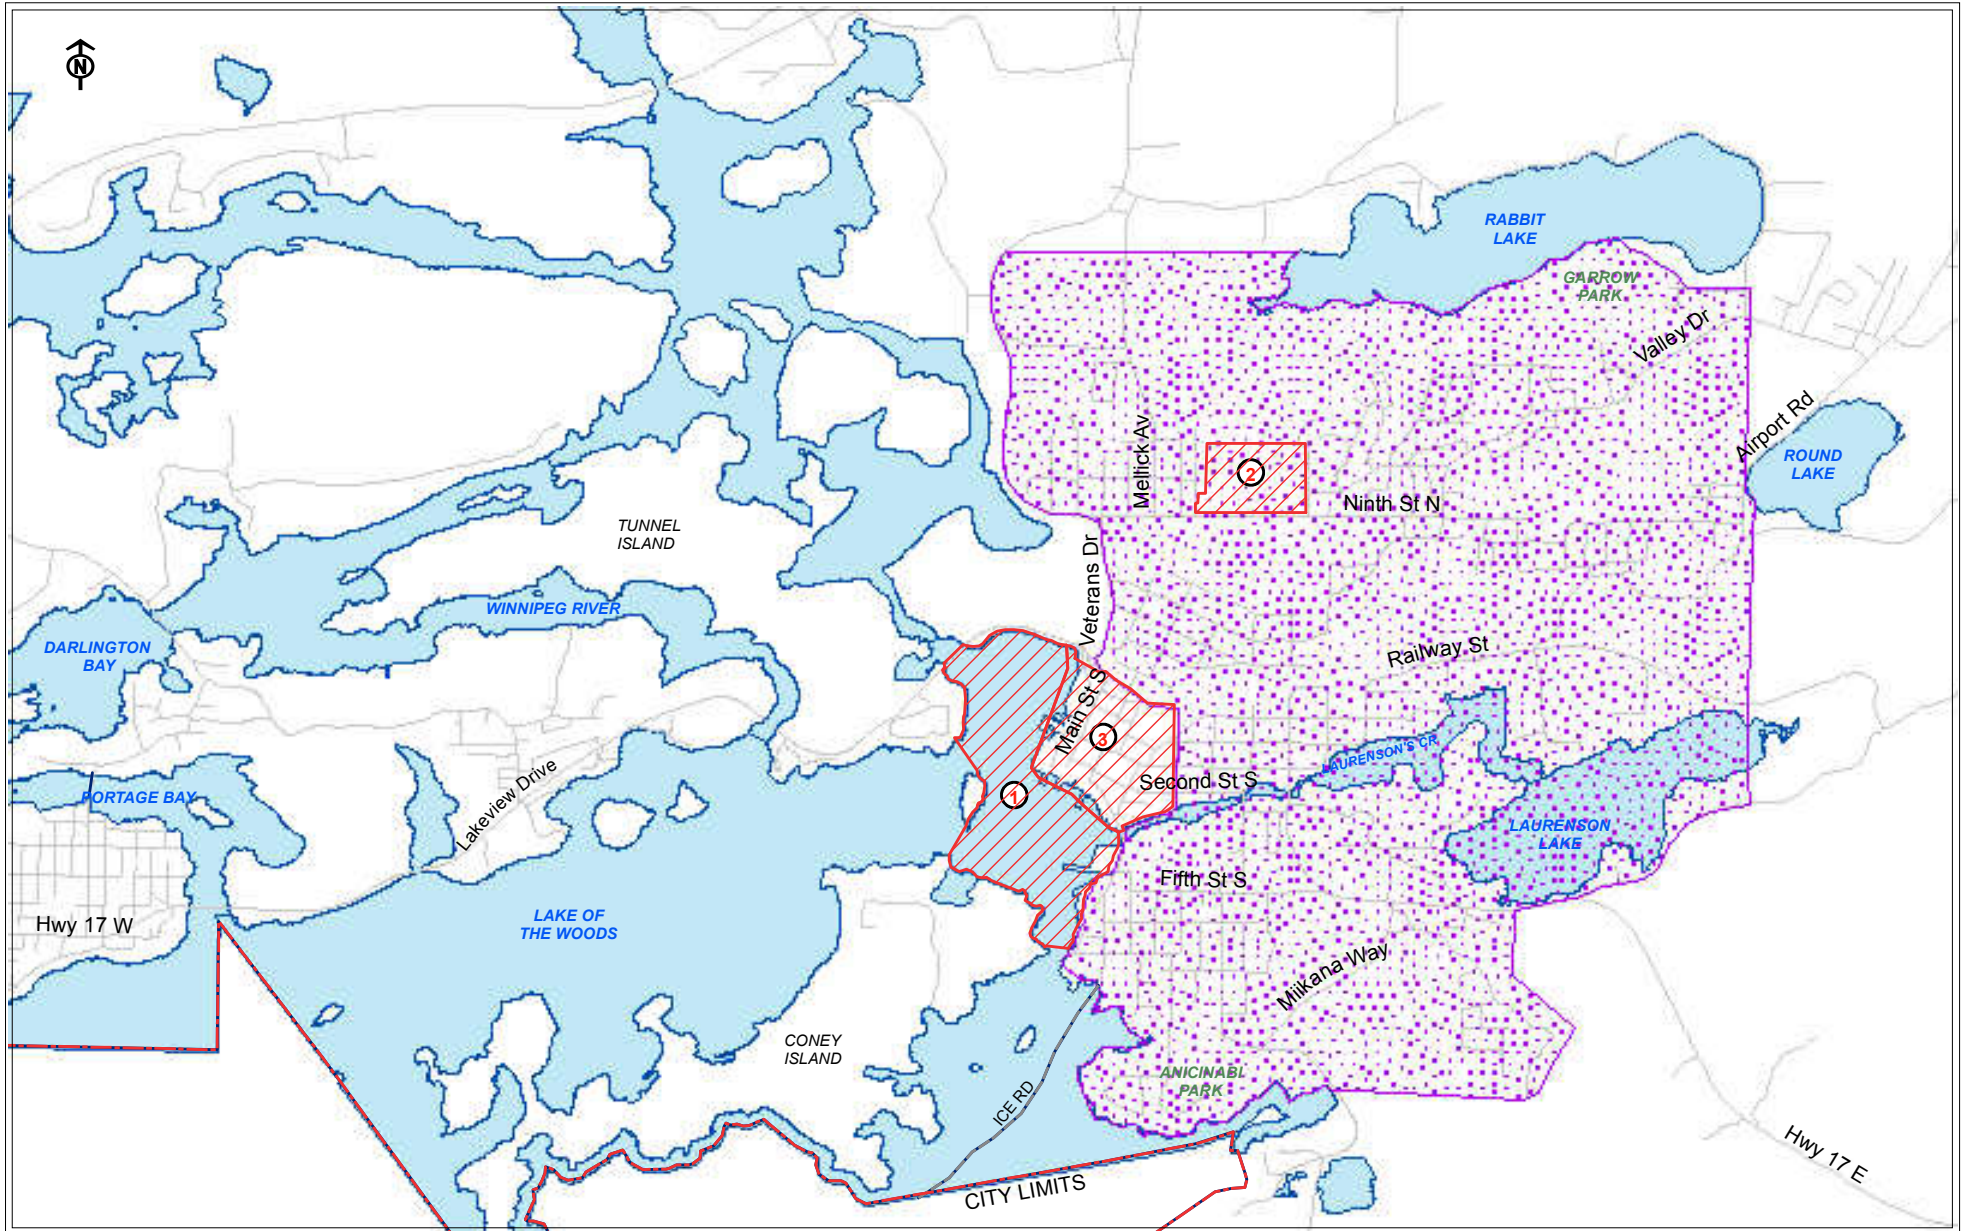 N
RABBIT
LAKE
GARROW
PARK
Valley Dr
Airport Rd
ROUND
LAKE
Mellick Av
2
Ninth St N
TUNNEL
ISLAND
Veterans Dr
WINNIPEG RIVER
DARLINGTON
BAY
Railway St
Main St S
3
LAURENSON'S CR
Second St S
1
PORTAGE BAY
Lakeview Drive
LAURENSON
LAKE
Fifth St S
Hwy 17 W
LAKE OF
THE WOODS
Miikana Way
CONEY
ISLAND
ANICINABI
PARK
ICE RD
Hwy 17 E
CITY LIMITS